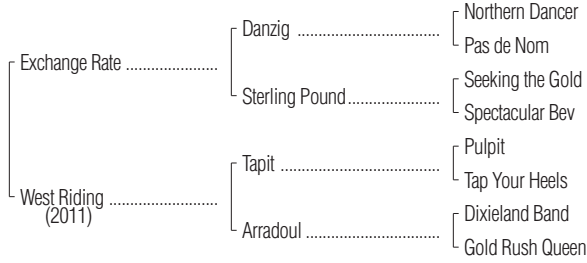 Northern Dancer
Danzig ................................
Pas de Nom
Exchange Rate .....................
Seeking the Gold
Sterling Pound.....................
Spectacular Bev
Pulpit
Tapit ....................................
Tap Your Heels
West Riding .........................
(2011)
Dixieland Band
Arradoul ...............................
Gold Rush Queen